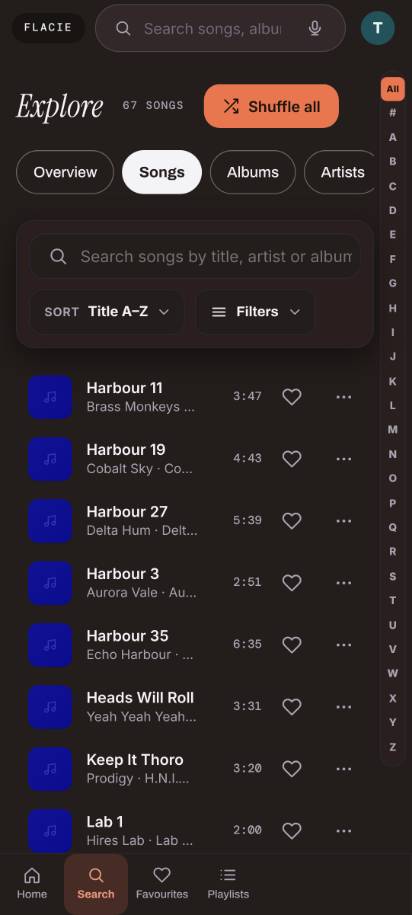 FLACIE
Search songs, albu
T
Explore
67 SONGS
Shuffle all
Overview
Songs
Albums
Artists
Search songs by title, artist or album
SORT Title A–Z
Filters
Harbour 11
Brass Monkeys ...
3:47
Harbour 19
Cobalt Sky · Co...
4:43
Harbour 27
Delta Hum · Delt...
5:39
Harbour 3
Aurora Vale · Au...
2:51
Harbour 35
Echo Harbour · ...
6:35
Heads Will Roll
Yeah Yeah Yeah...
3:31
Keep It Thoro
Prodigy · H.N.I....
3:20
Lab 1
Hires Lab · Lab ...
2:00
All
#
A
B
C
D
E
F
G
H
I
J
K
L
M
N
O
P
Q
R
S
T
U
V
W
X
Y
Z
Home
Search
Favourites
Playlists